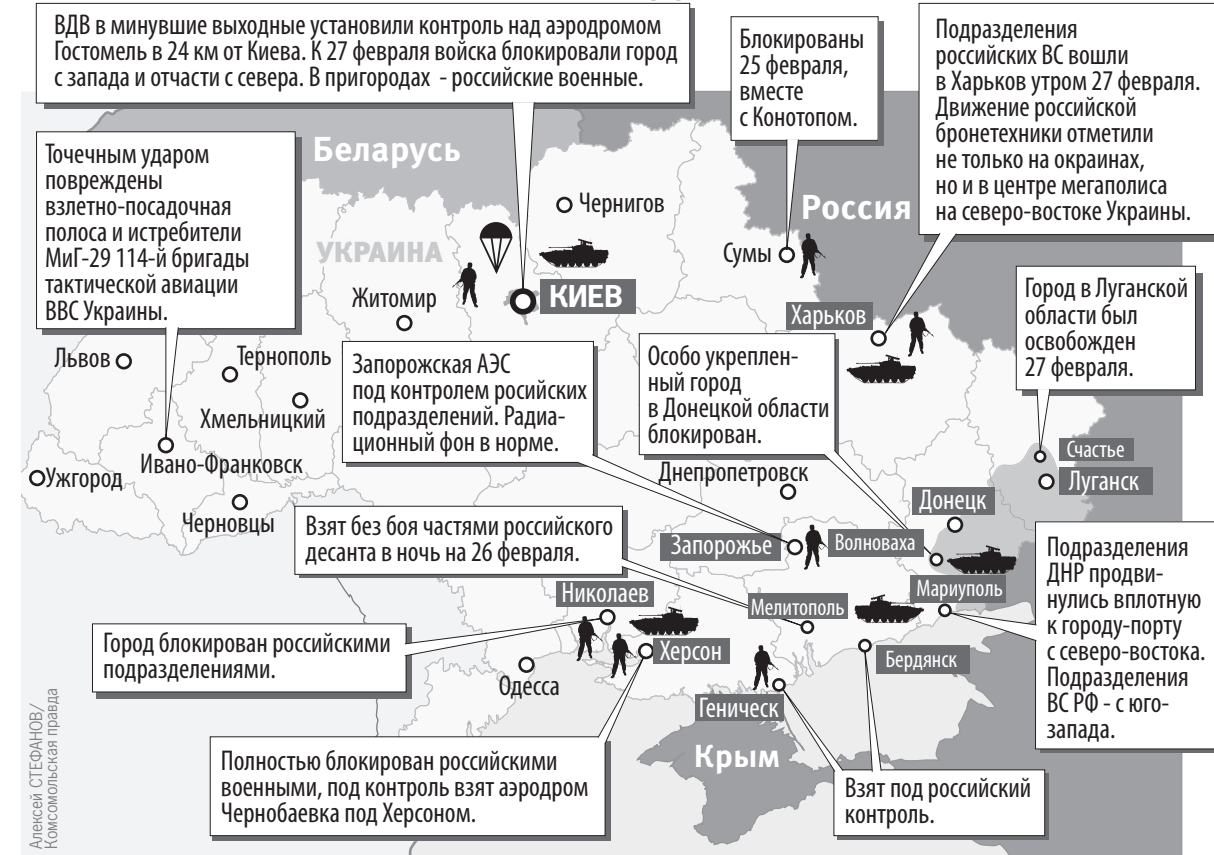 ВДВ в минувшие выходные установили контроль над аэродромом
Гостомель в 24 км от Киева. К 27 февраля войска блокировали город
с запада и отчасти с севера. В пригородах - российские военные.
Блокированы
25 февраля,
вместе
с Конотопом.
Подразделения
российских ВС вошли
в Харьков утром 27 февраля.
Движение российской
бронетехники отметили
не только на окраинах,
но и в центре мегаполиса
на северо-востоке Украины.
Точечным ударом
повреждены
взлетно-посадочная
полоса и истребители
МиГ-29 114-й бригады
тактической авиации
ВВС Украины.
Беларусь
Россия
УКРАИНА
Чернигов
Сумы
КИЕВ
Житомир
Харьков
Город в Луганской
области был
освобожден
27 февраля.
Львов
Тернополь
Хмельницкий
Ужгород
Ивано-Франковск
Черновцы
Запорожская АЭС
под контролем росийских
подразделений. Радиа-
ционный фон в норме.
Особо укреплен-
ный город
в Донецкой области
блокирован.
Счастье
Луганск
Днепропетровск
Донецк
Взят без боя частями российского
десанта в ночь на 26 февраля.
Запорожье
Волноваха
Мариуполь
Подразделения
ДНР продви-
нулись вплотную
к городу-порту
с северо-востока.
Подразделения
ВС РФ - с юго-
запада.
Николаев
Мелитополь
Город блокирован российскими
подразделениями.
Херсон
Бердянск
Одесса
Геническ
Крым
Полностью блокирован российскими
военными, под контроль взят аэродром
Чернобаевка под Херсоном.
Взят под российский
контроль.
Алексей СТЕФАНОВ/
Комсомольская правда